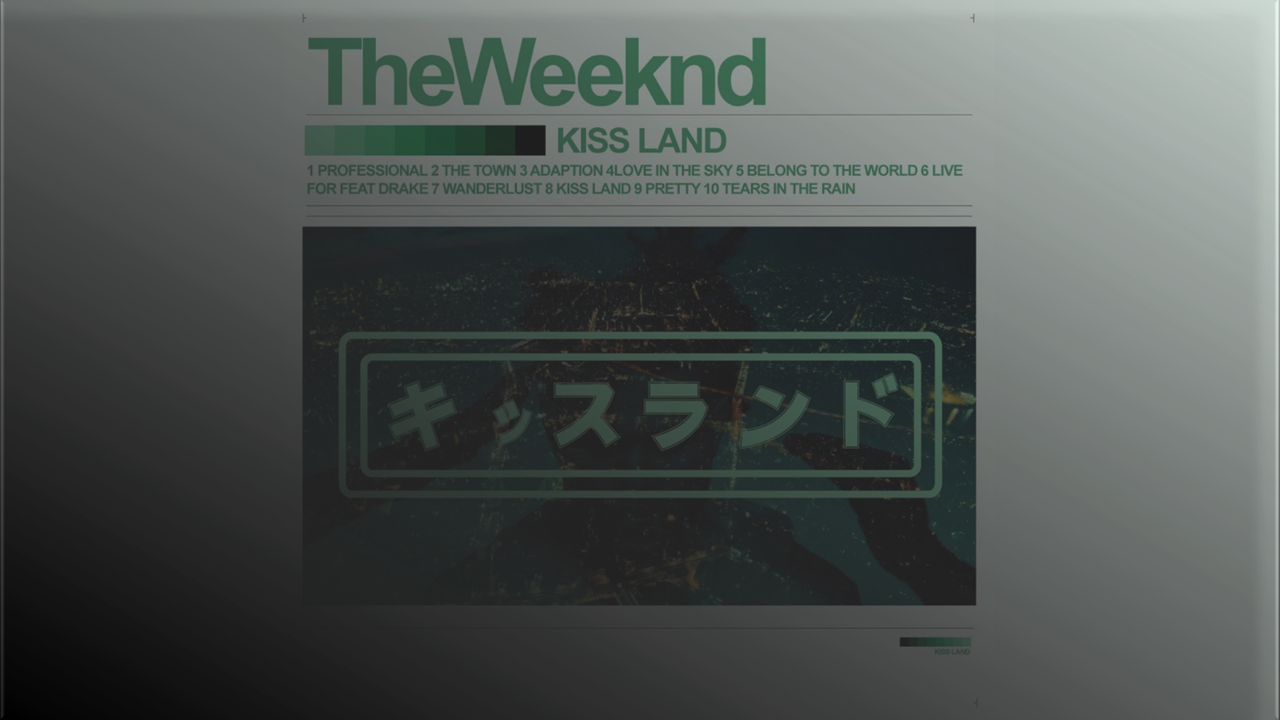 TheWeeknd
KISS LAND
1 PROFESSIONAL 2 THE TOWN 3 ADAPTION 4LOVE IN THE SKY 5 BELONG TO THE WORLD 6 LIVE
FOR FEAT DRAKE 7 WANDERLUST 8 KISS LAND 9 PRETTY 10 TEARS IN THE RAIN
キッスランド
KISS LAND